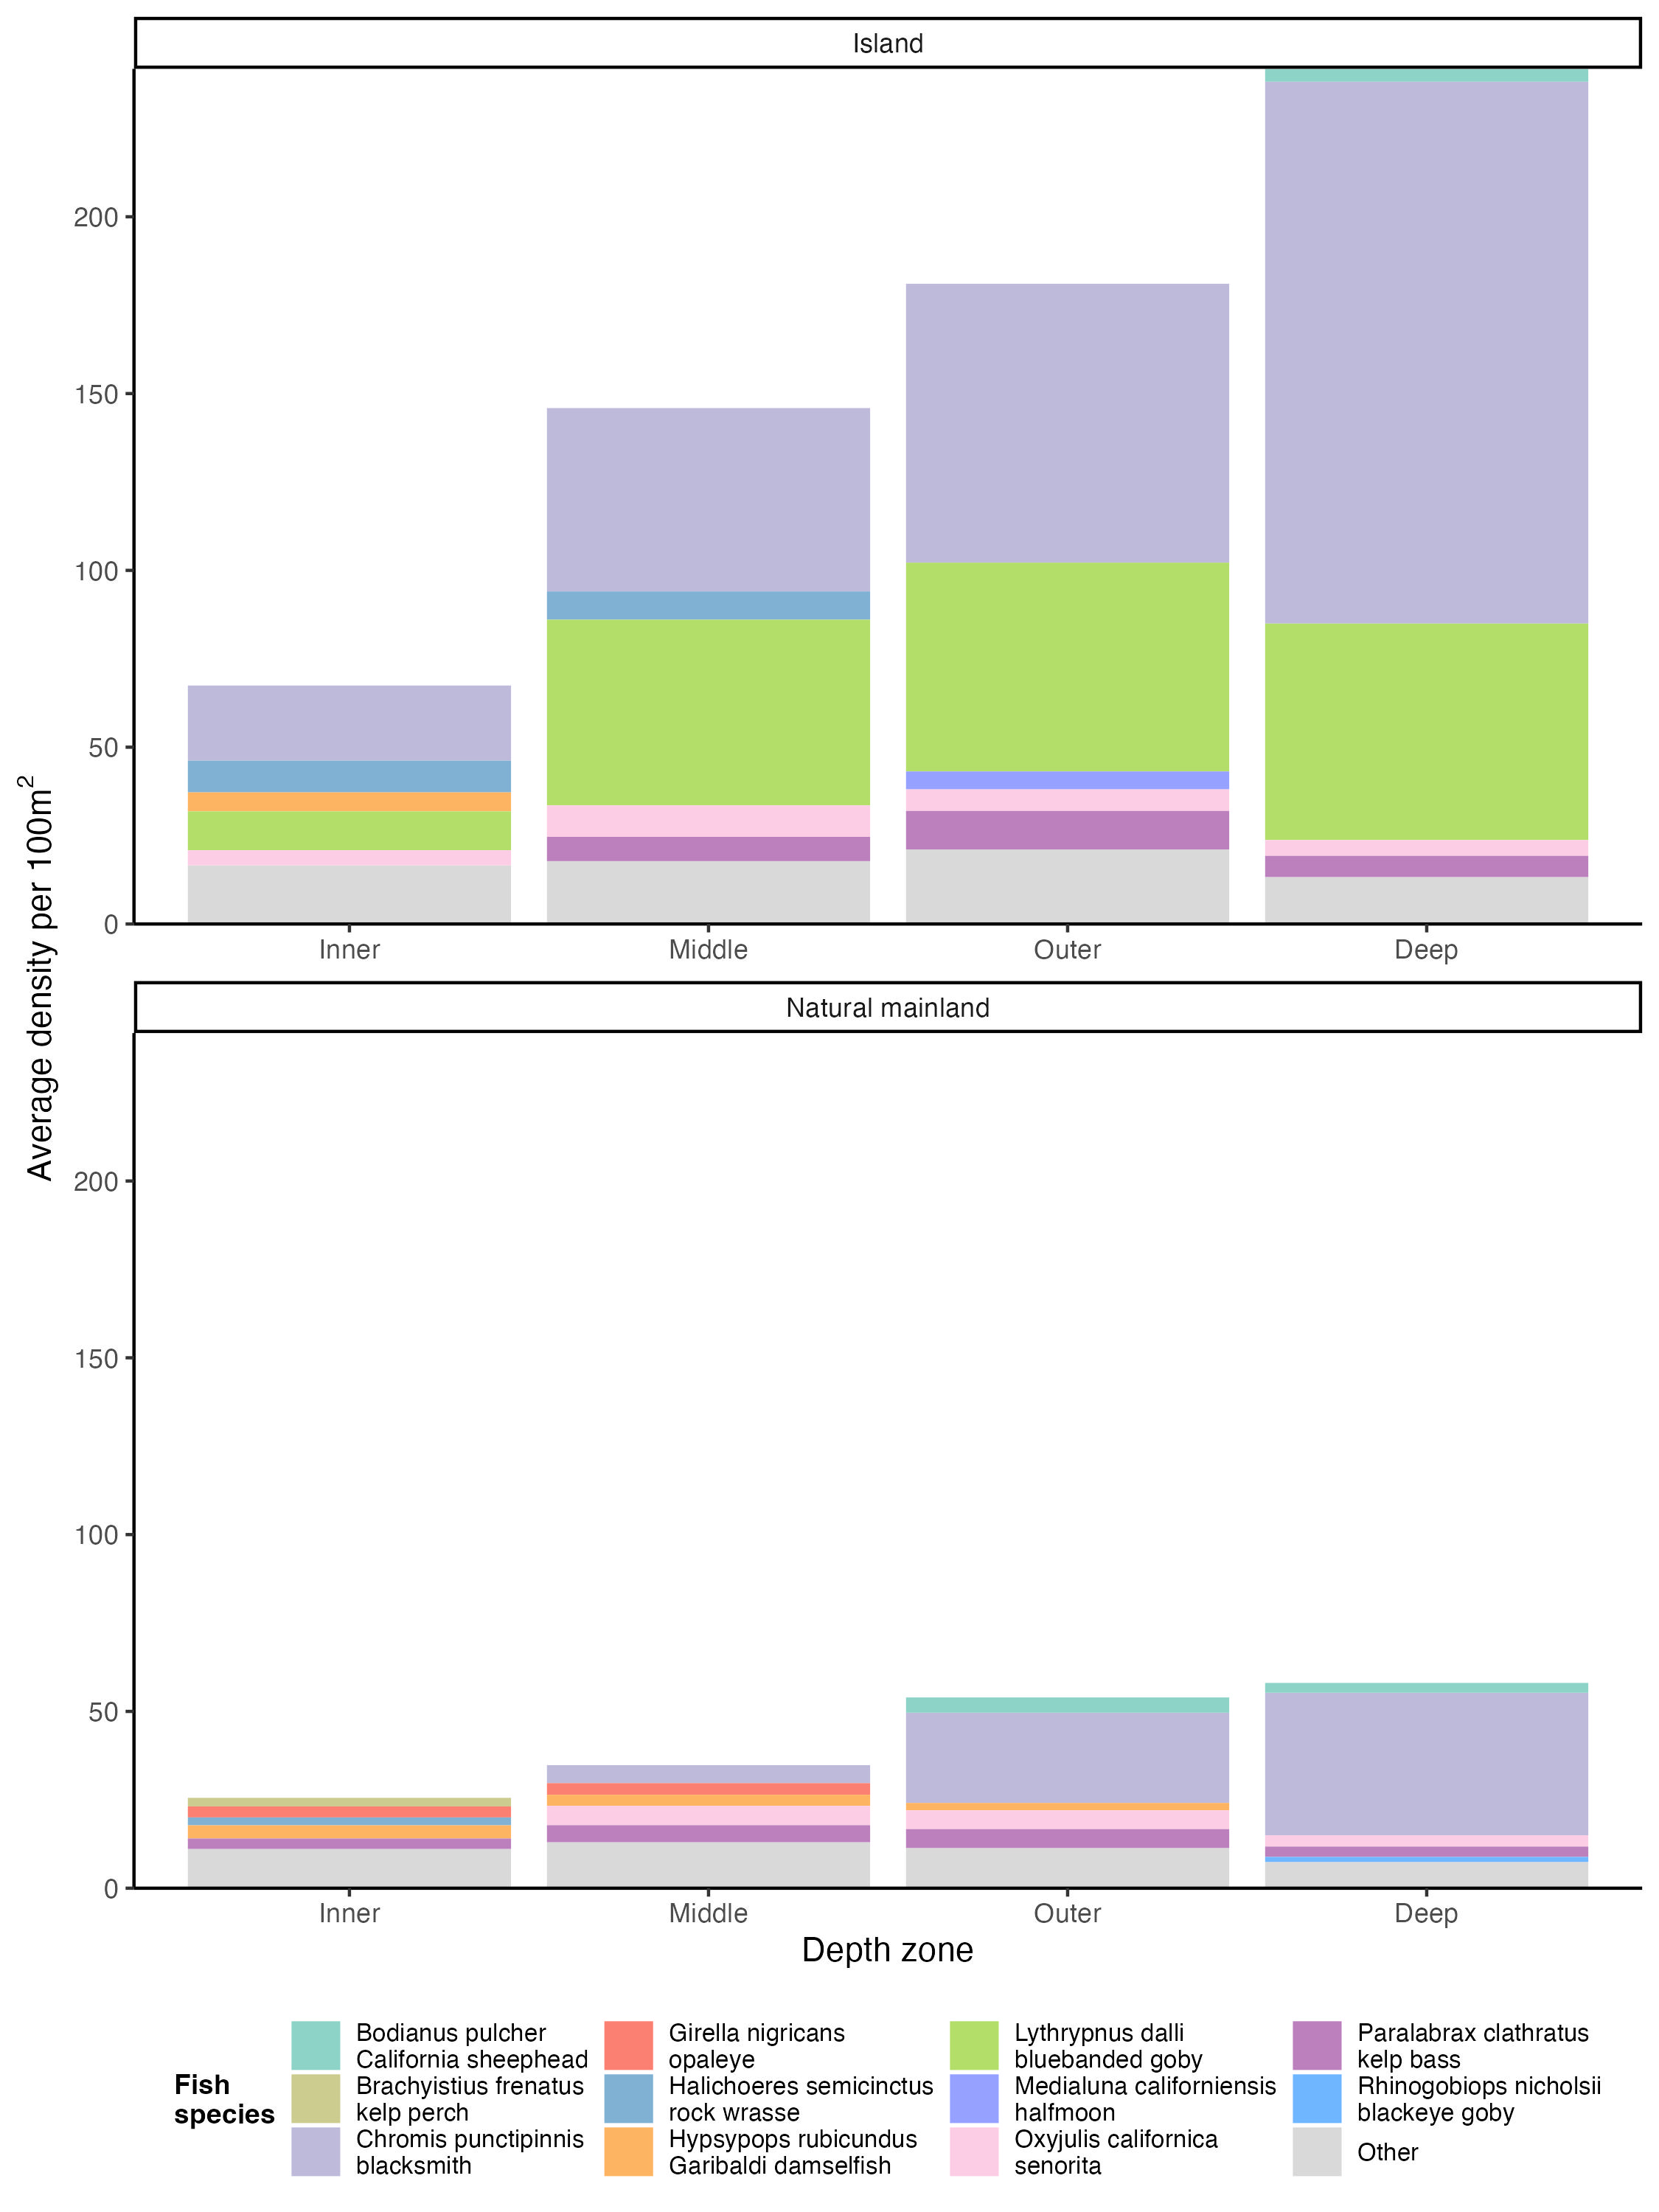 Island
200
150
100
50
0
Inner Middle Outer Deep
Average density per 100m²
Natural mainland
200
150
100
50
0
Inner Middle Outer Deep
Depth zone
Fish
species
Bodianus pulcher
California sheephead
Brachyistius frenatus
kelp perch
Chromis punctipinnis
blacksmith
Girella nigricans
opaleye
Halichoeres semicinctus
rock wrasse
Hypsypops rubicundus
Garibaldi damselfish
Lythrypnus dalli
bluebanded goby
Medialuna californiensis
halfmoon
Oxyjulis californica
senorita
Paralabrax clathratus
kelp bass
Rhinogobiops nicholsii
blackeye goby
Other